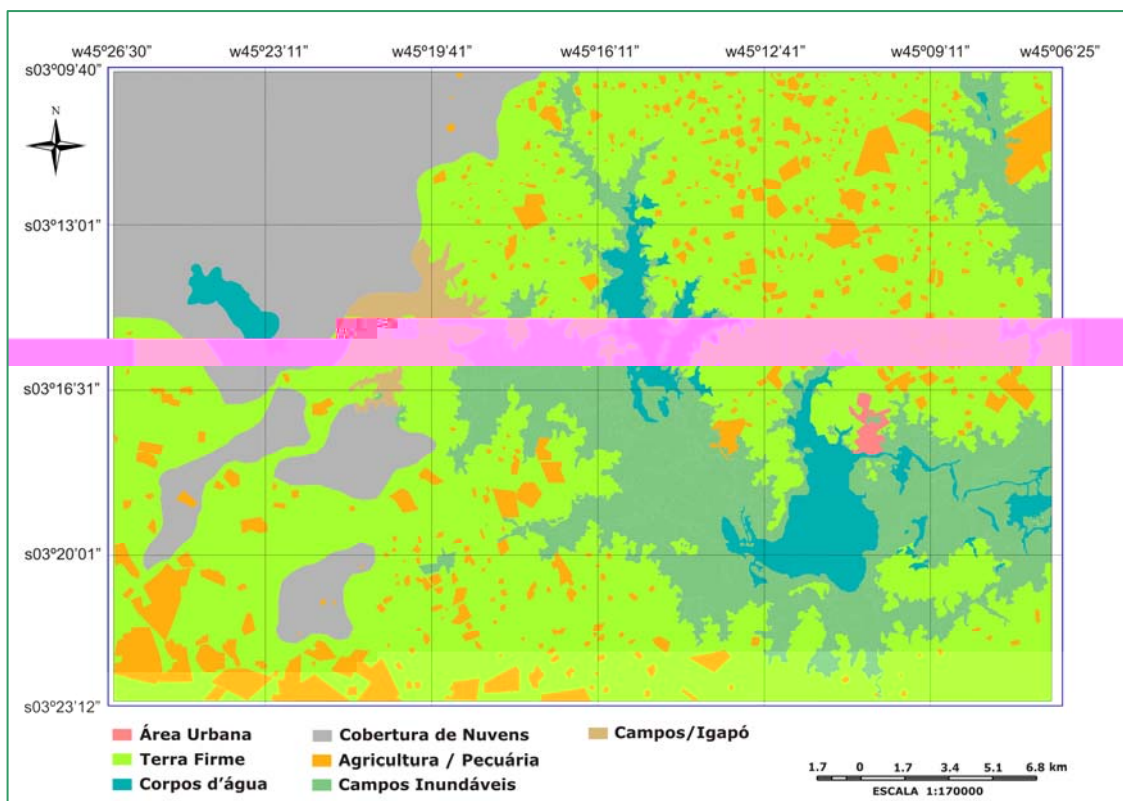 w45º26'30" w45º23'11" w45º19'41" w45º16'11" w45º12'41" w45º09'11" w45º06'25"
s03º09'40"
N
s03º13'01"
s03º16'31"
s03º20'01"
s03º23'12"
Área Urbana Cobertura de Nuvens Campos/Igapó
Terra Firme Agricultura / Pecuária
Corpos d'água Campos Inundáveis
1.7 0 1.7 3.4 5.1 6.8 km
ESCALA 1:170000